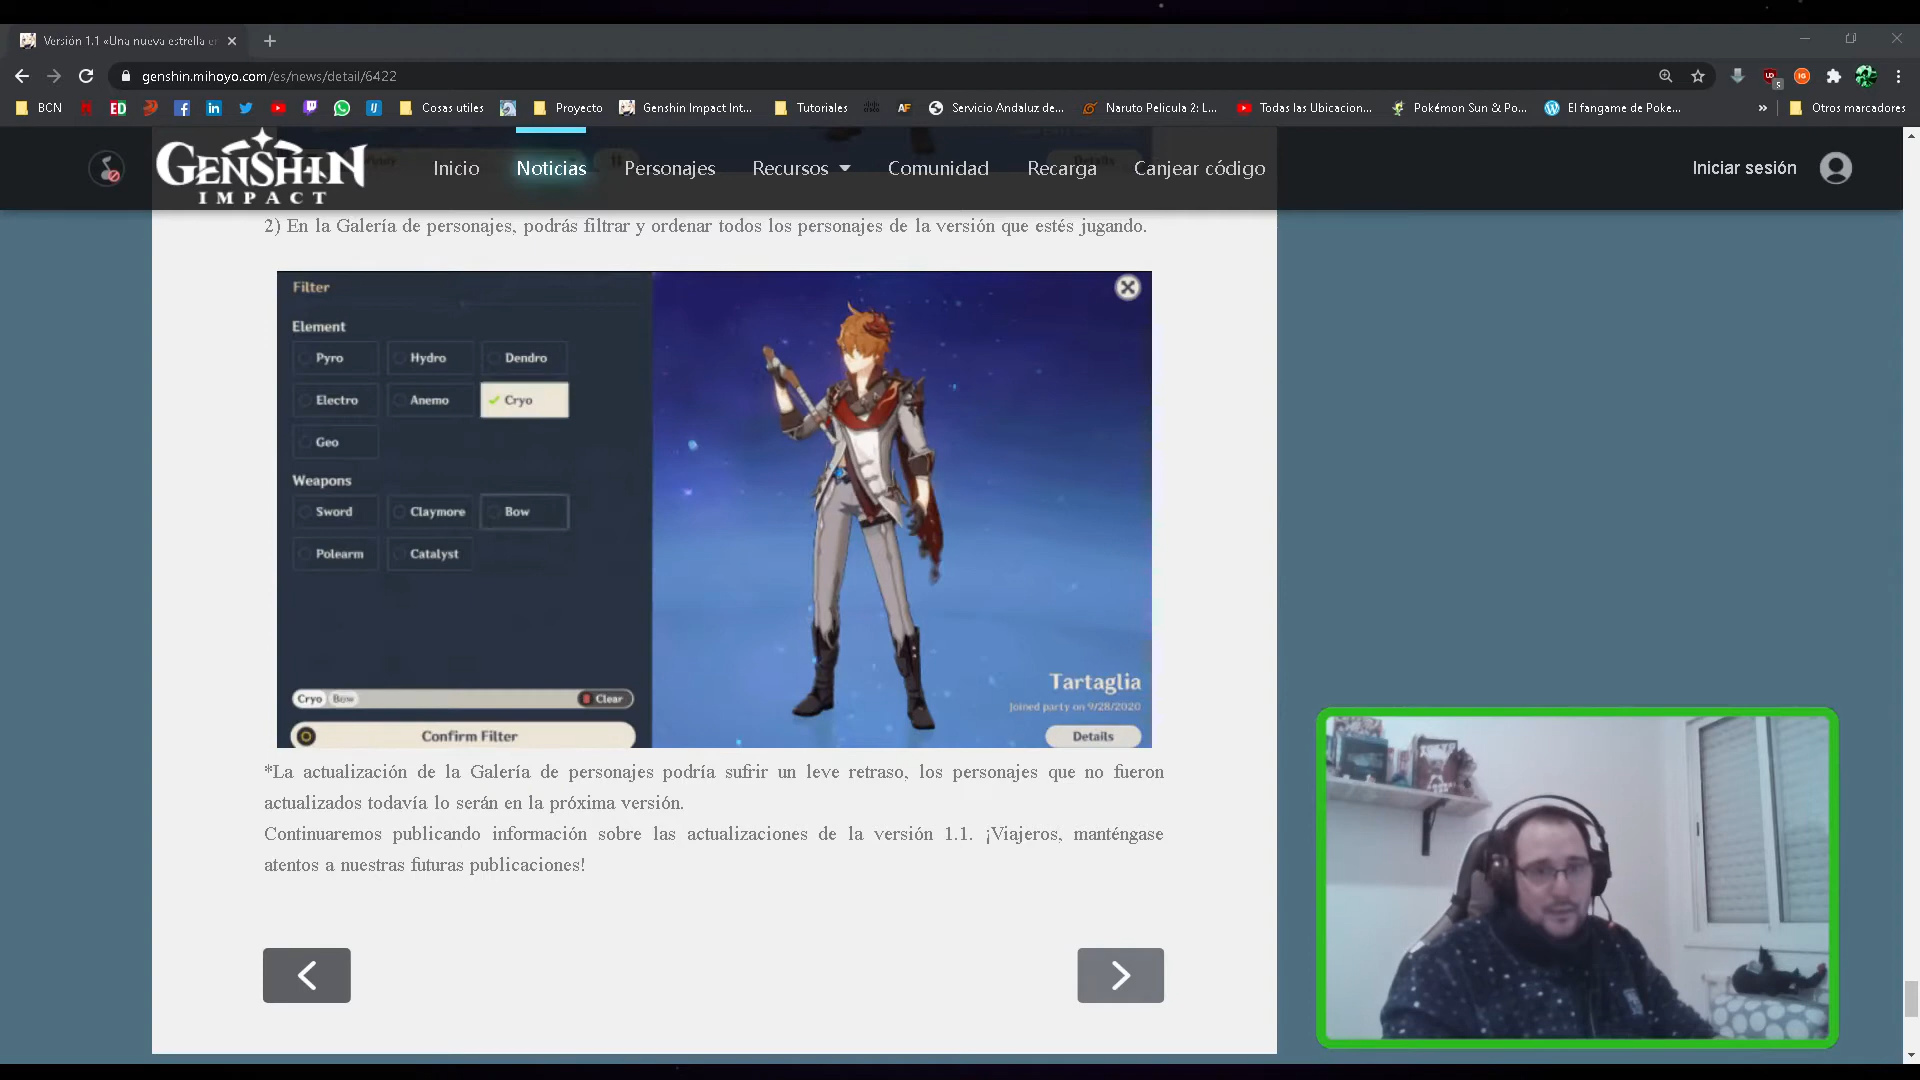 Versión 1.1 «Una nueva estrella e
genshin.mihoyo.com/es/news/detail/6422
BCN
ED
Cosas utiles
Proyecto
Genshin Impact Int...
Tutoriales
AF
Servicio Andaluz de...
Naruto Pelicula 2: L...
Todas las Ubicacion...
Pokémon Sun & Po...
El fangame de Poke...
»
Otros marcadores
GENSHIN
IMPACT
Inicio
Noticias
Personajes
Recursos
Comunidad
Recarga
Canjear código
Iniciar sesión
2) En la Galería de personajes, podrás filtrar y ordenar todos los personajes de la versión que estés jugando.
Filter
Element
Pyro
Hydro
Dendro
Electro
Anemo
Cryo
Geo
Weapons
Sword
Claymore
Bow
Polearm
Catalyst
Cryo
Bow
Clear
Confirm Filter
Tartaglia
Joined party on 9/28/2020
Details
*La actualización de la Galería de personajes podría sufrir un leve retraso, los personajes que no fueron
actualizados todavía lo serán en la próxima versión.
Continuaremos publicando información sobre las actualizaciones de la versión 1.1. ¡Viajeros, manténgase
atentos a nuestras futuras publicaciones!